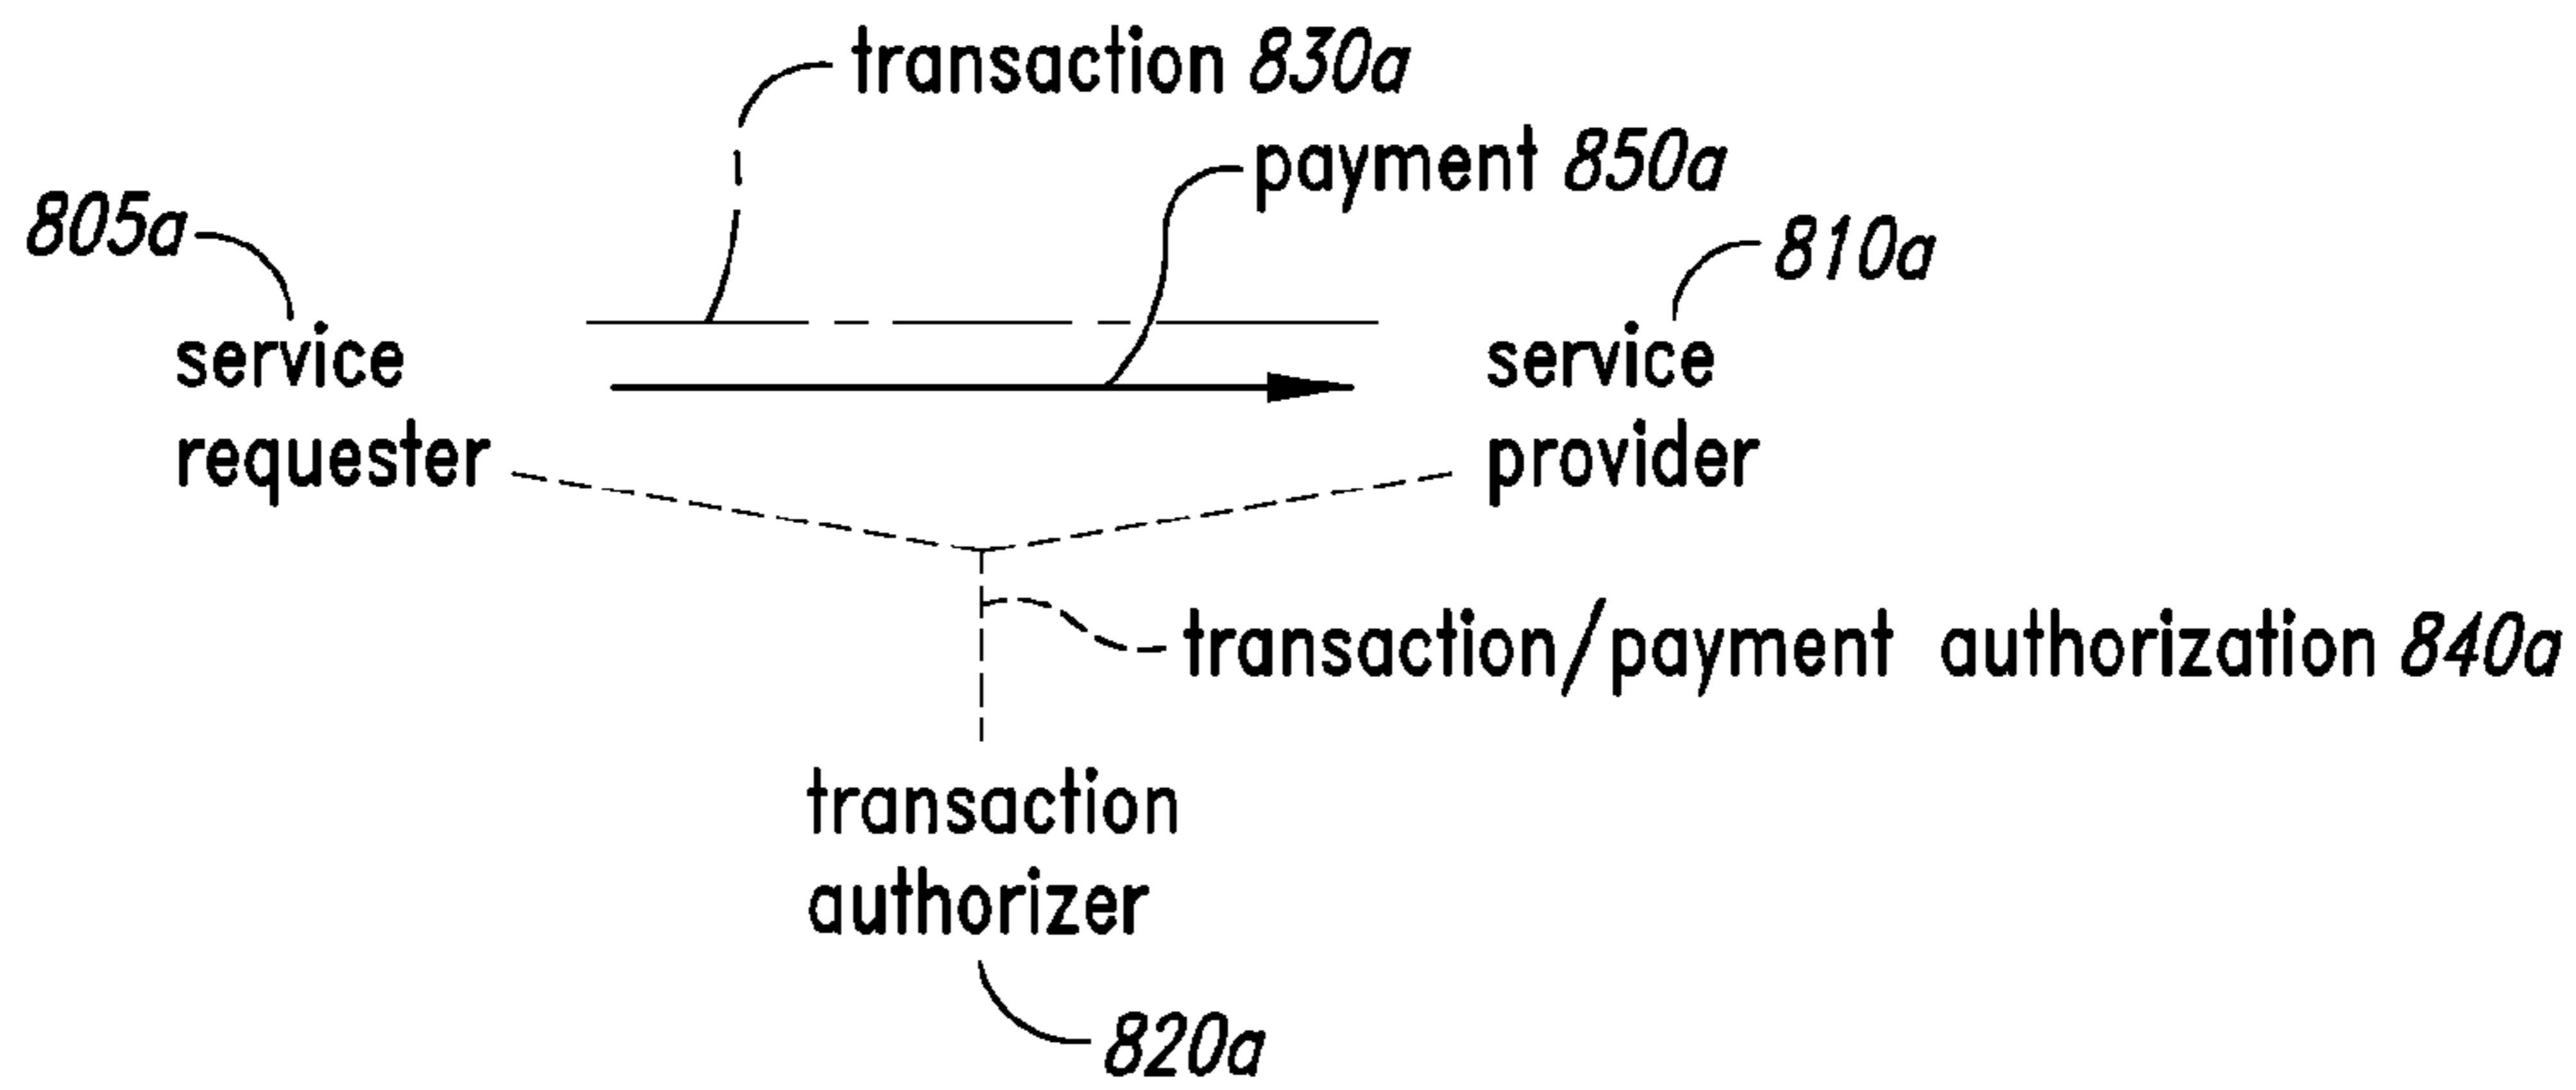 transaction 830a
payment 850a
805a
810a
service
requester
service
provider
transaction/payment authorization 840a
transaction
authorizer
820a